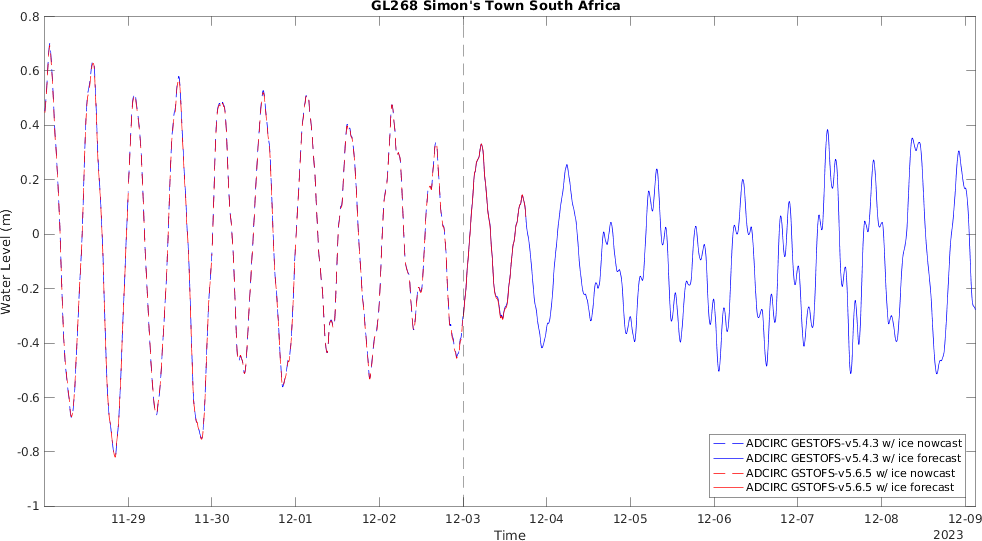 GL268 Simon's Town South Africa
Water Level (m)
0.8
0.6
0.4
0.2
0
-0.2
-0.4
-0.6
-0.8
-1
11-29 11-30 12-01 12-02 12-03 12-04 12-05 12-06 12-07 12-08 12-09
Time
2023
ADCIRC GESTOFS-v5.4.3 w/ ice nowcast
ADCIRC GESTOFS-v5.4.3 w/ ice forecast
ADCIRC GSTOFS-v5.6.5 w/ ice nowcast
ADCIRC GSTOFS-v5.6.5 w/ ice forecast